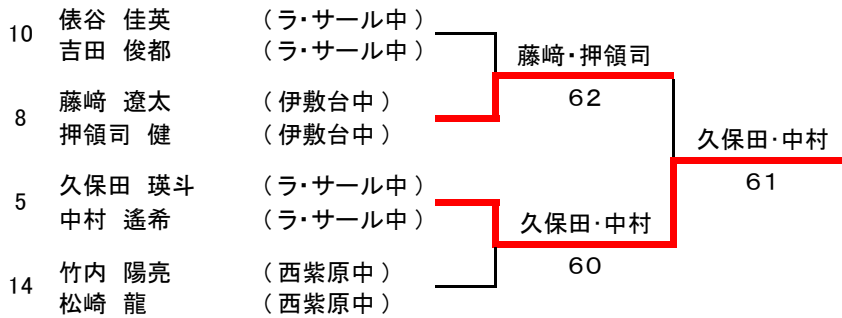 10 俵谷 佳英 (ラ・サール中)
吉田 俊都 (ラ・サール中)
藤﨑・押領司
62
8 藤﨑 遼太 (伊敷台中)
押領司 健 (伊敷台中)
久保田・中村
61
5 久保田 瑛斗 (ラ・サール中)
中村 遙希 (ラ・サール中)
久保田・中村
60
14 竹内 陽亮 (西紫原中)
松崎 龍 (西紫原中)